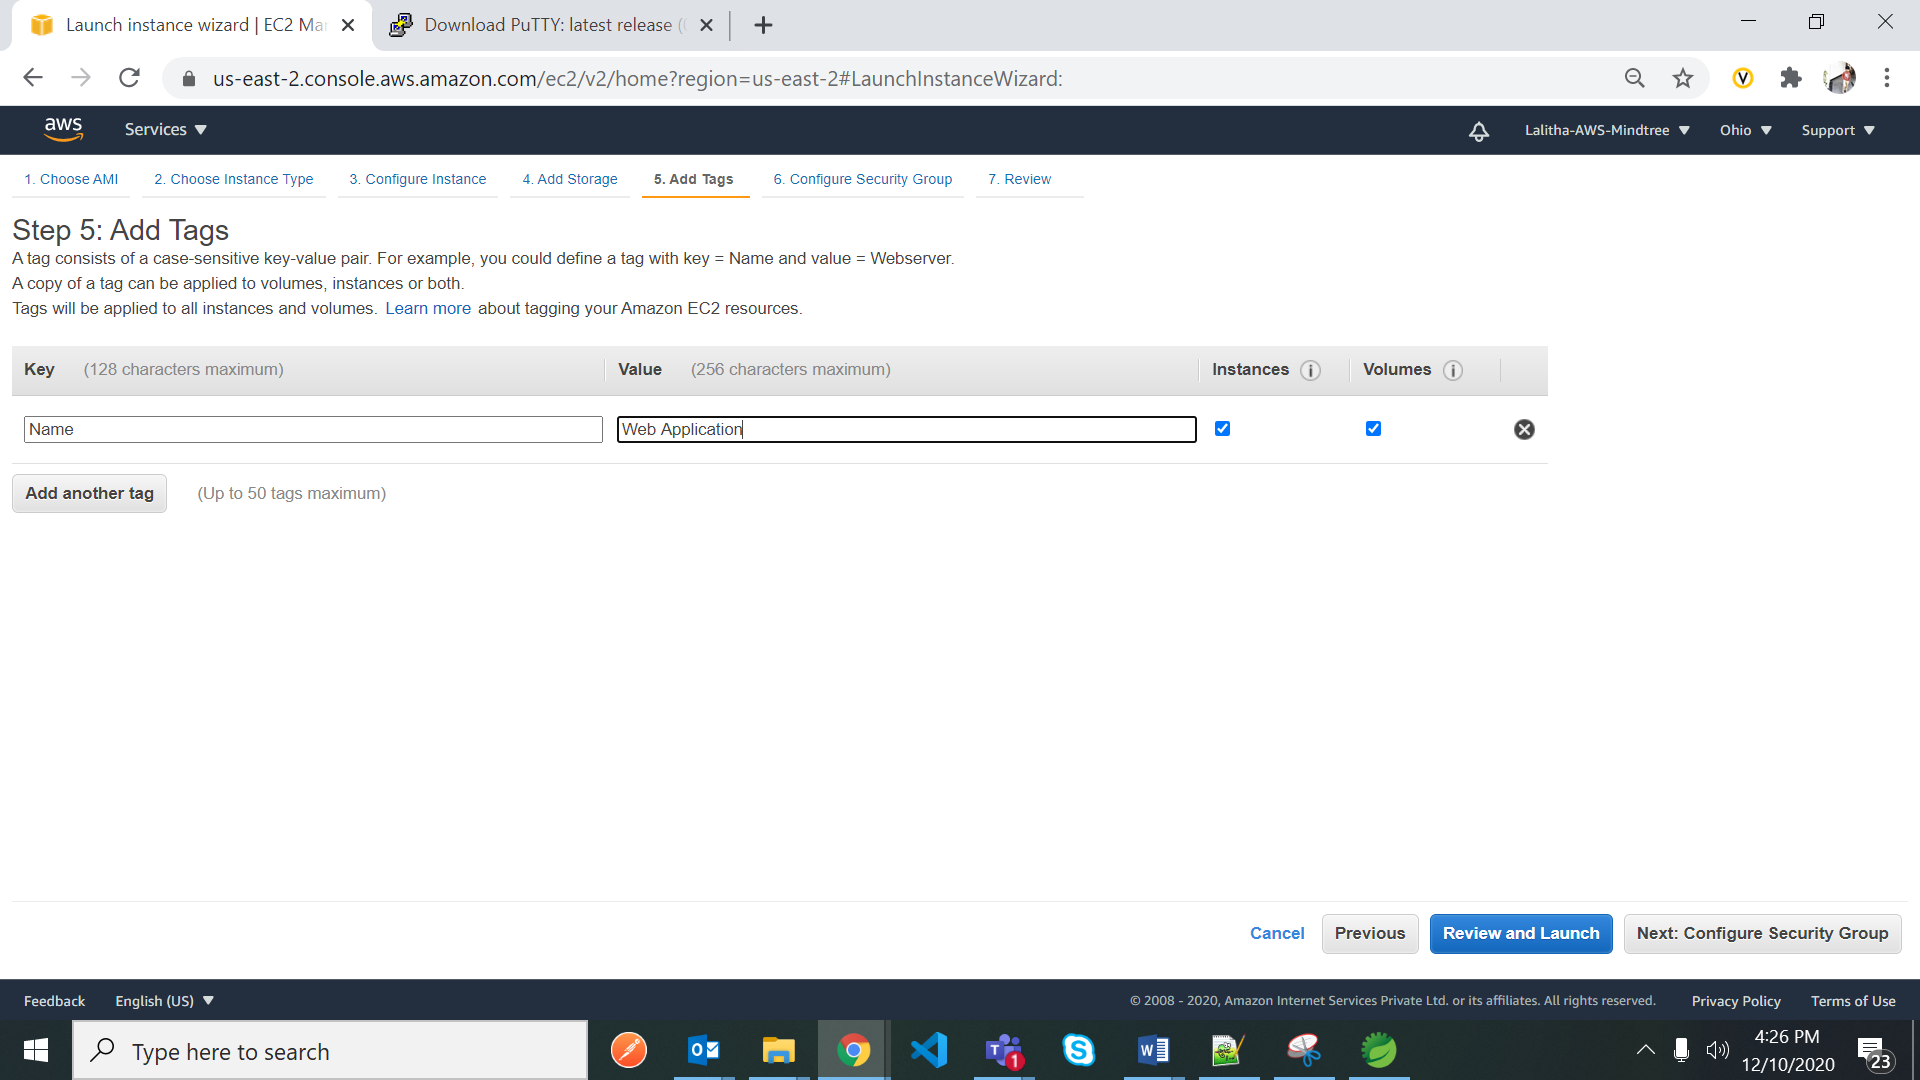 Launch instance wizard | EC2 Mar
Download PuTTY: latest release (
us-east-2.console.aws.amazon.com/ec2/v2/home?region=us-east-2#LaunchInstanceWizard:
V
aws
Services
Lalitha-AWS-Mindtree
Ohio
Support
1. Choose AMI
2. Choose Instance Type
3. Configure Instance
4. Add Storage
5. Add Tags
6. Configure Security Group
7. Review
Step 5: Add Tags
A tag consists of a case-sensitive key-value pair. For example, you could define a tag with key = Name and value = Webserver.
A copy of a tag can be applied to volumes, instances or both.
Tags will be applied to all instances and volumes. Learn more about tagging your Amazon EC2 resources.
Key (128 characters maximum)
Value (256 characters maximum)
Instances
Volumes
Name
Web Application
Add another tag
(Up to 50 tags maximum)
Cancel
Previous
Review and Launch
Next: Configure Security Group
Feedback
English (US)
© 2008 - 2020, Amazon Internet Services Private Ltd. or its affiliates. All rights reserved.
Privacy Policy
Terms of Use
Type here to search
1
4:26 PM
12/10/2020
23